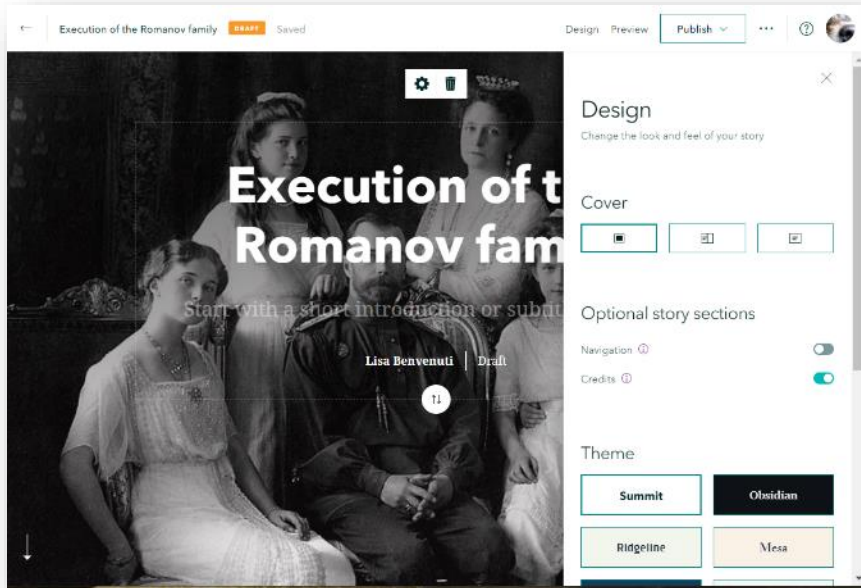 Execution of the Romanov family DRAFT Saved Design Preview Publish
Design
Change the look and feel of your story
Execution of t
Romanov fam
Start with a short introduction or subtit
Lisa Benvenuti | Draft
Cover
Optional story sections
Navigation
Credits
Theme
Summit Obsidian
Ridgeline Mesa